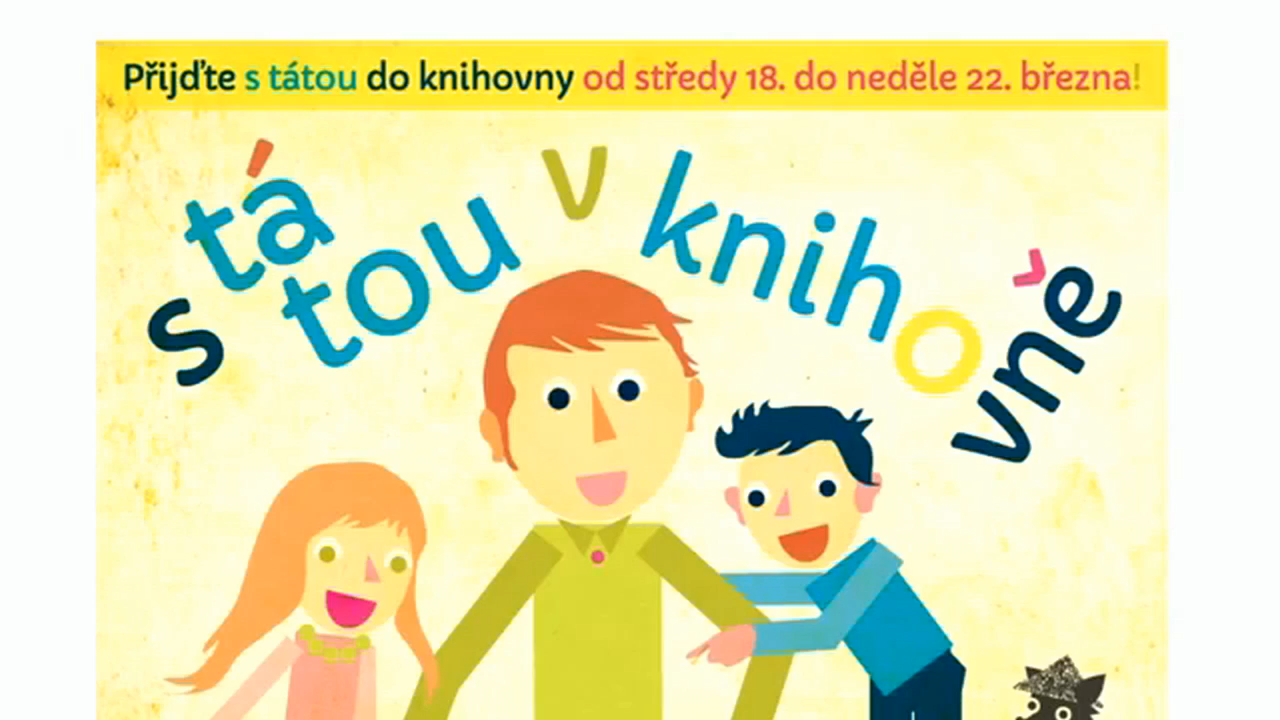 Přijďte s tátou do knihovny od středy 18. do neděle 22. března!
s tátou v knihovně